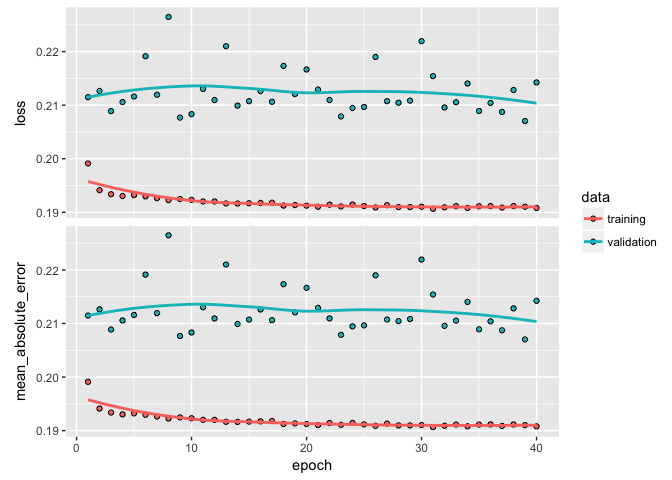 0.22
0.21
0.20
0.19
loss
0.22
0.21
0.20
0.19
mean_absolute_error
0
10
20
30
40
epoch
data
training
validation